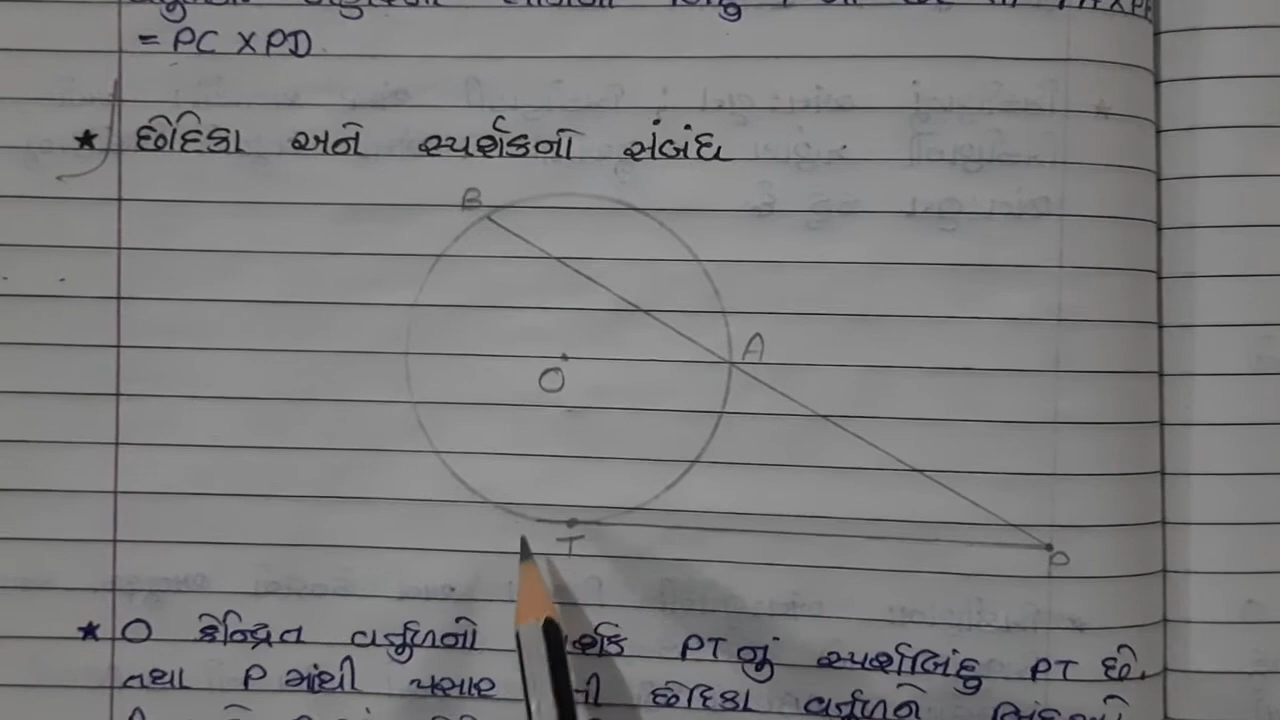 = PC X PD
★ છેદિકા અને સ્પર્શકનો સંબંધ
B
A
O
T
P
★ O કેન્દ્રિત વર્તુળનો PT નું સ્પર્શબિંદુ PT છે.
તથા P માંથી પસાર છેદિકા વર્તુળને